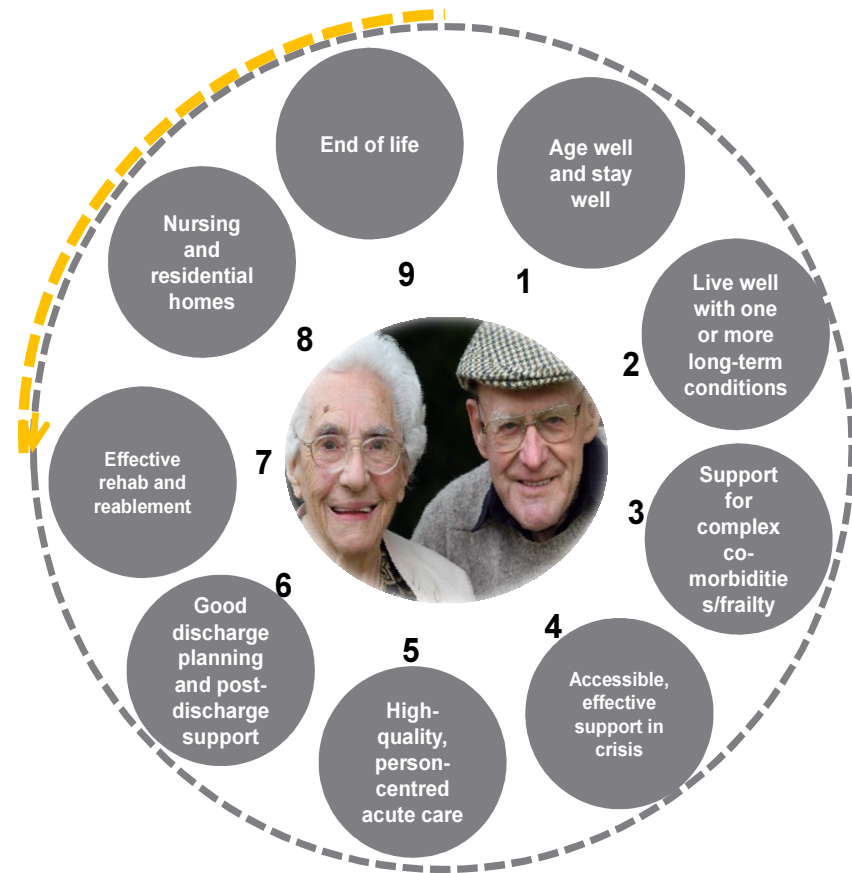 1
Age well
and stay
well
2
Live well
with one
or more
long-term
conditions
3
Support
for
complex
co-
morbiditie
s/frailty
4
Accessible,
effective
support in
crisis
5
High-
quality,
person-
centred
acute care
6
Good
discharge
planning
and post-
discharge
support
7
Effective
rehab and
reablement
8
Nursing
and
residential
homes
9
End of life